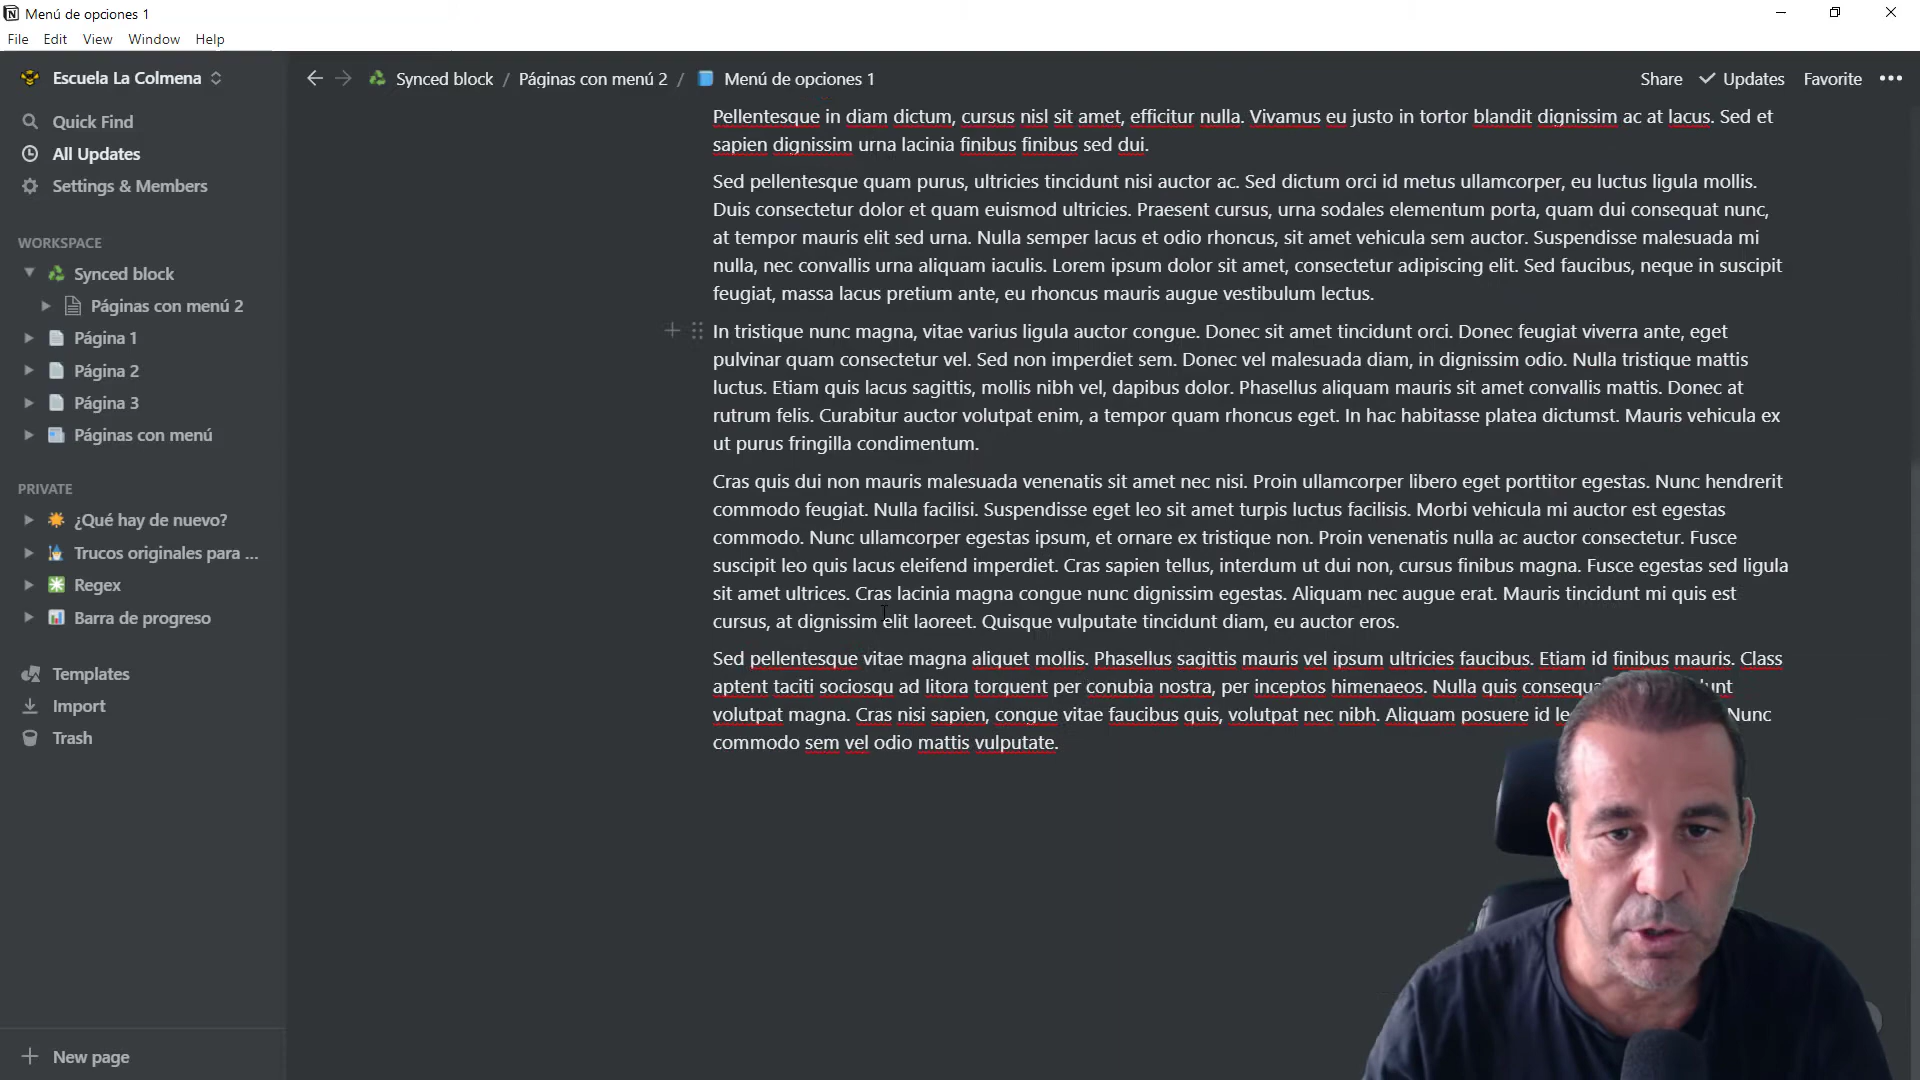 Menú de opciones 1
File Edit View Window Help
Escuela La Colmena
Synced block / Páginas con menú 2 / Menú de opciones 1
Share Updates Favorite
Quick Find
All Updates
Settings & Members
WORKSPACE
Synced block
Páginas con menú 2
Página 1
Página 2
Página 3
Páginas con menú
PRIVATE
¿Qué hay de nuevo?
Trucos originales para ...
Regex
Barra de progreso
Templates
Import
Trash
New page
Pellentesque in diam dictum, cursus nisl sit amet, efficitur nulla. Vivamus eu justo in tortor blandit dignissim ac at lacus. Sed et
sapien dignissim urna lacinia finibus finibus sed dui.
Sed pellentesque quam purus, ultricies tincidunt nisi auctor ac. Sed dictum orci id metus ullamcorper, eu luctus ligula mollis.
Duis consectetur dolor et quam euismod ultricies. Praesent cursus, urna sodales elementum porta, quam dui consequat nunc,
at tempor mauris elit sed urna. Nulla semper lacus et odio rhoncus, sit amet vehicula sem auctor. Suspendisse malesuada mi
nulla, nec convallis urna aliquam iaculis. Lorem ipsum dolor sit amet, consectetur adipiscing elit. Sed faucibus, neque in suscipit
feugiat, massa lacus pretium ante, eu rhoncus mauris augue vestibulum lectus.
In tristique nunc magna, vitae varius ligula auctor congue. Donec sit amet tincidunt orci. Donec feugiat viverra ante, eget
pulvinar quam consectetur vel. Sed non imperdiet sem. Donec vel malesuada diam, in dignissim odio. Nulla tristique mattis
luctus. Etiam quis lacus sagittis, mollis nibh vel, dapibus dolor. Phasellus aliquam mauris sit amet convallis mattis. Donec at
rutrum felis. Curabitur auctor volutpat enim, a tempor quam rhoncus eget. In hac habitasse platea dictumst. Mauris vehicula ex
ut purus fringilla condimentum.
Cras quis dui non mauris malesuada venenatis sit amet nec nisi. Proin ullamcorper libero eget porttitor egestas. Nunc hendrerit
commodo feugiat. Nulla facilisi. Suspendisse eget leo sit amet turpis luctus facilisis. Morbi vehicula mi auctor est egestas
commodo. Nunc ullamcorper egestas ipsum, et ornare ex tristique non. Proin venenatis nulla ac auctor consectetur. Fusce
suscipit leo quis lacus eleifend imperdiet. Cras sapien tellus, interdum ut dui non, cursus finibus magna. Fusce egestas sed ligula
sit amet ultrices. Cras lacinia magna congue nunc dignissim egestas. Aliquam nec augue erat. Mauris tincidunt mi quis est
cursus, at dignissim elit laoreet. Quisque vulputate tincidunt diam, eu auctor eros.
Sed pellentesque vitae magna aliquet mollis. Phasellus sagittis mauris vel ipsum ultricies faucibus. Etiam id finibus mauris. Class
aptent taciti sociosqu ad litora torquent per conubia nostra, per inceptos himenaeos. Nulla quis
volutpat magna. Cras nisi sapien, congue vitae faucibus quis, volutpat nec nibh. Aliquam posuere id Nunc
commodo sem vel odio mattis vulputate.